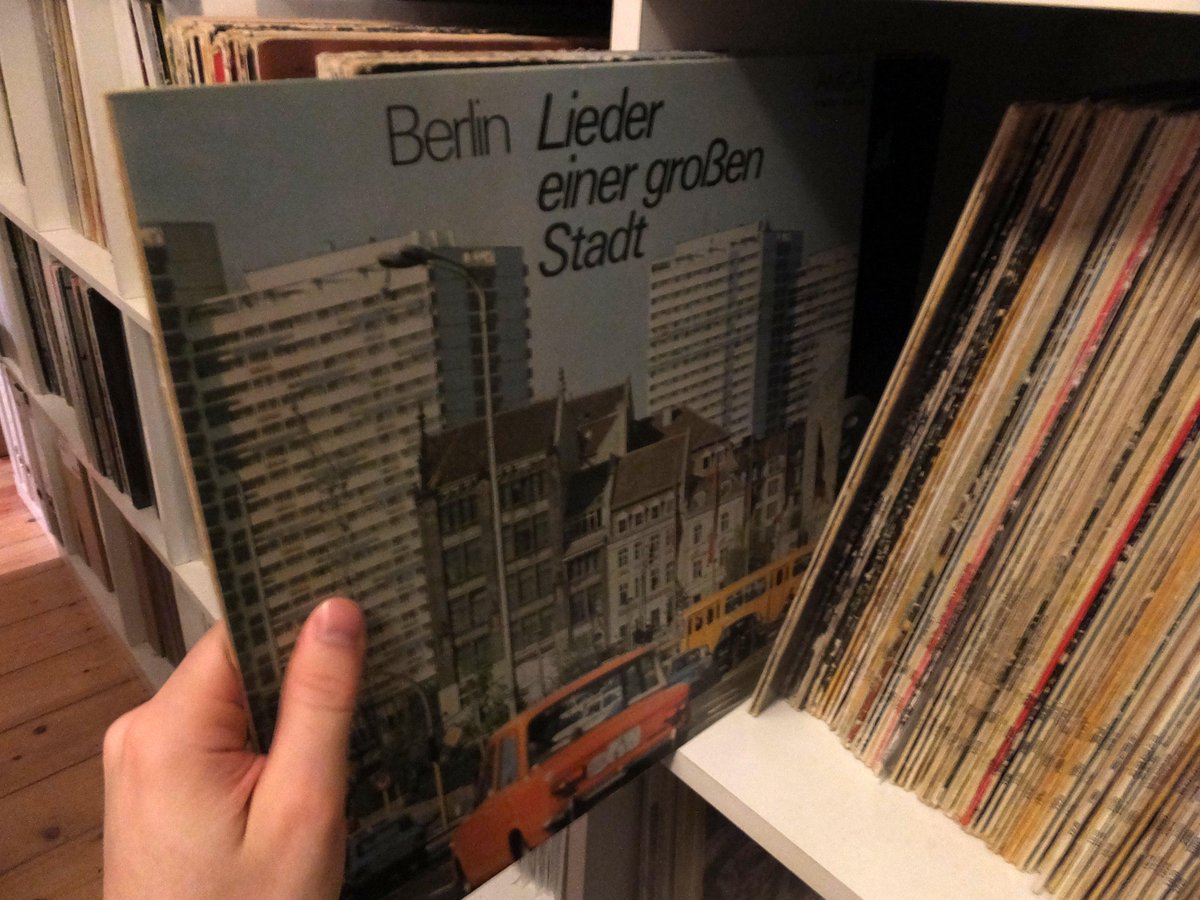 Berlin Lieder
einer großen
Stadt